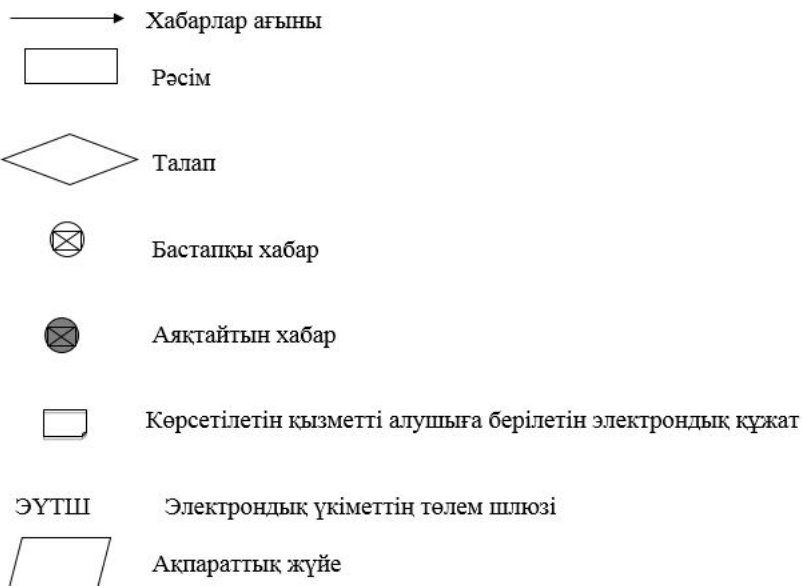 Хабарлар ағыны
Рәсім
Талап
Бастапқы хабар
Аяқтайтын хабар
Көрсетілетін қызметті алушыға берілетін электрондық құжат
ЭҮТШ Электрондық үкіметтің төлем шлюзі
Ақпараттық жүйе